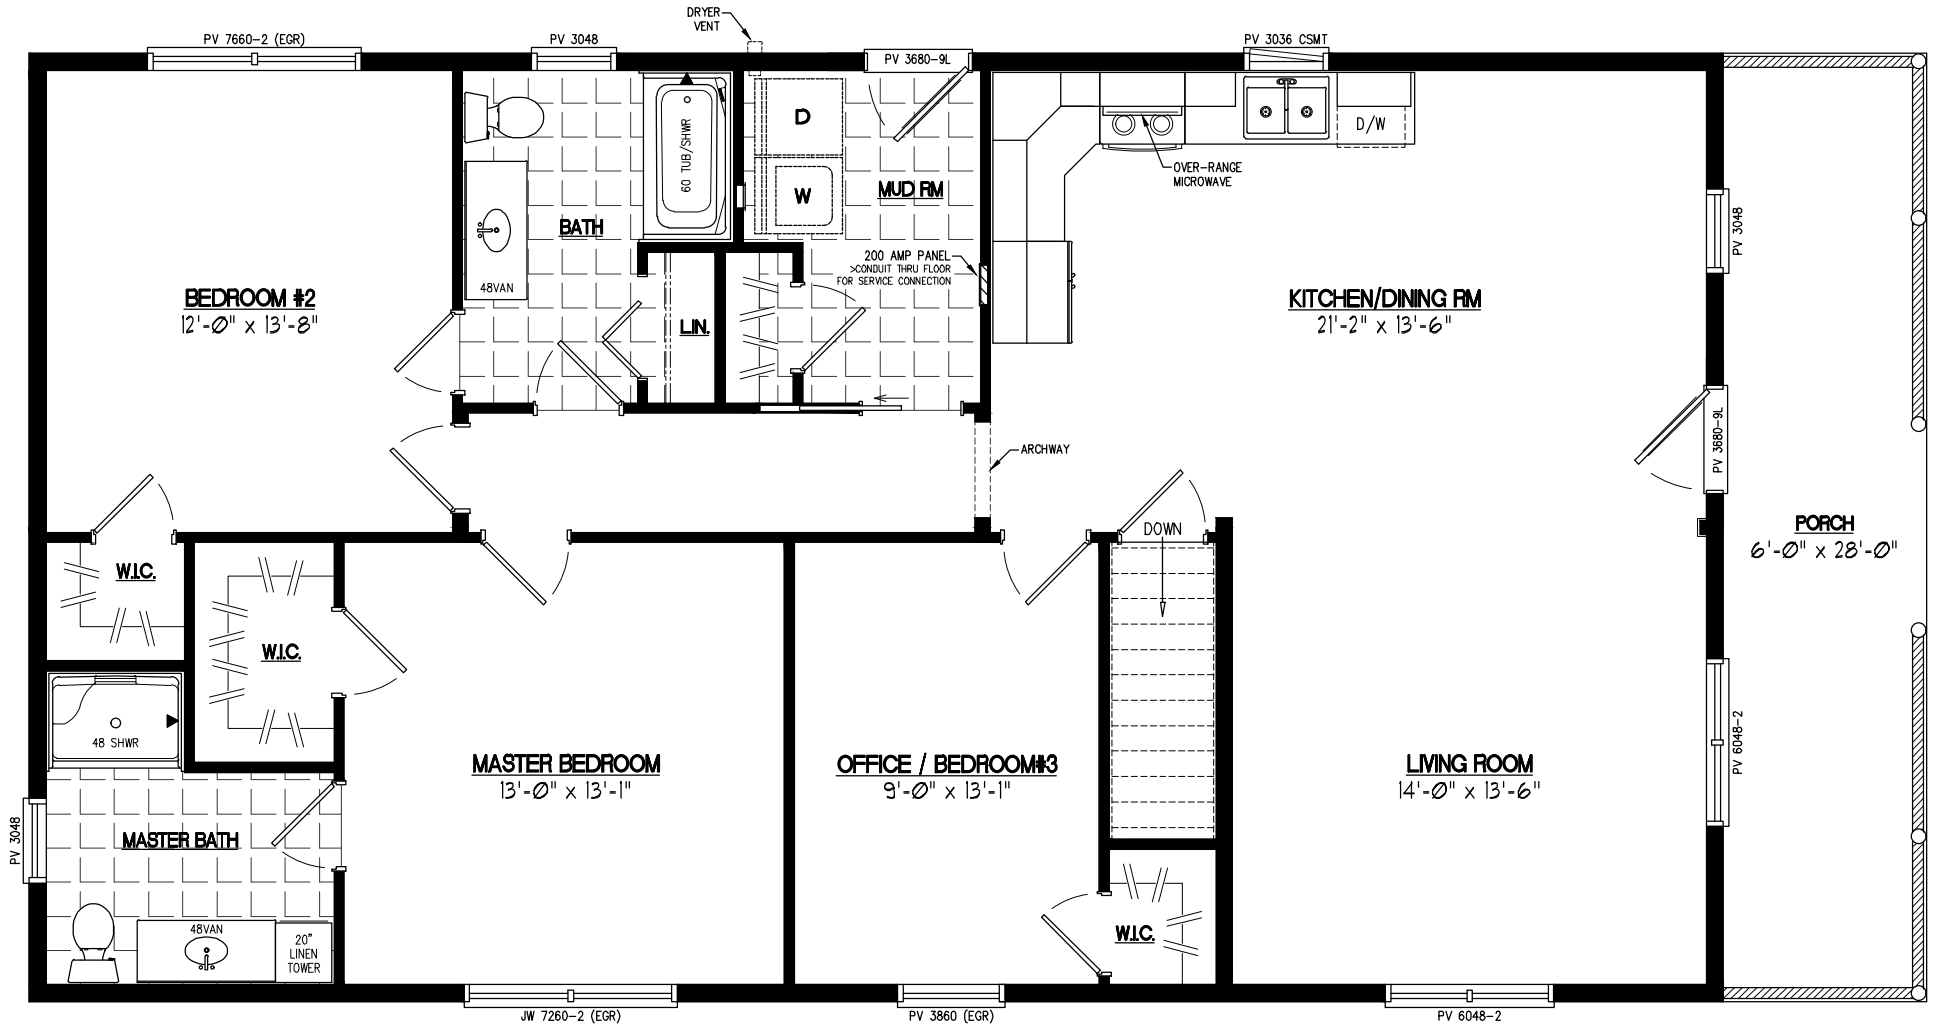 DRYER
VENT
PV 7660-2 (EGR)
PV 3048
PV 3680-9L
PV 3036 CSMT
D
W
60 TUB/SHWR
MUD RM
D/W
OVER-RANGE
MICROWAVE
BATH
48VAN
LIN.
200 AMP PANEL
>CONDUIT THRU FLOOR
FOR SERVICE CONNECTION
BEDROOM #2
12'-0" x 13'-8"
KITCHEN/DINING RM
21'-2" x 13'-6"
PV 3048
PV 3680-9L
ARCHWAY
DOWN
PORCH
6'-0" x 28'-0"
W.I.C.
W.I.C.
48 SHWR
MASTER BEDROOM
13'-0" x 13'-1"
OFFICE / BEDROOM#3
9'-0" x 13'-1"
LIVING ROOM
14'-0" x 13'-6"
PV 6048-2
PV 3048
MASTER BATH
48VAN
20"
LINEN
TOWER
W.I.C.
JW 7260-2 (EGR)
PV 3860 (EGR)
PV 6048-2